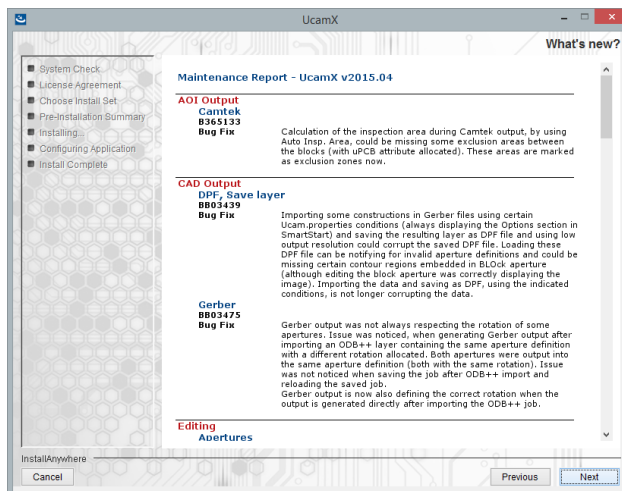 UcamX
What's new?
System Check
License Agreement
Choose Install Set
Pre-Installation Summary
Installing...
Configuring Application
Install Complete
Maintenance Report - UcamX v2015.04
AOI Output
Camtek
B365133
Bug Fix
Calculation of the inspection area during Camtek output, by using
Auto Insp. Area, could be missing some exclusion areas between
the blocks (with uPCB attribute allocated). These areas are marked
as exclusion zones now.
CAD Output
DPF, Save layer
BB03439
Bug Fix
Importing some constructions in Gerber files using certain
Ucam.properties conditions (always displaying the Options section in
SmartStart) and saving the resulting layer as DPF file and using low
output resolution could corrupt the saved DPF file. Loading these
DPF file can be notifying for invalid aperture definitions and could be
missing certain contour regions embedded in BLOck aperture
(although editing the block aperture was correctly displaying the
image). Importing the data and saving as DPF, using the indicated
conditions, is not longer corrupting the data.
Gerber
BB03475
Bug Fix
Gerber output was not always respecting the rotation of some
apertures. Issue was noticed, when generating Gerber output after
importing an ODB++ layer containing the same aperture definition
with a different rotation allocated. Both apertures were output into
the same aperture definition (both with the same rotation). Issue
was not noticed when saving the job after ODB++ import and
reloading the saved job.
Gerber output is now also defining the correct rotation when the
output is generated directly after importing the ODB++ job.
Editing
Apertures
InstallAnywhere
Cancel
Previous
Next